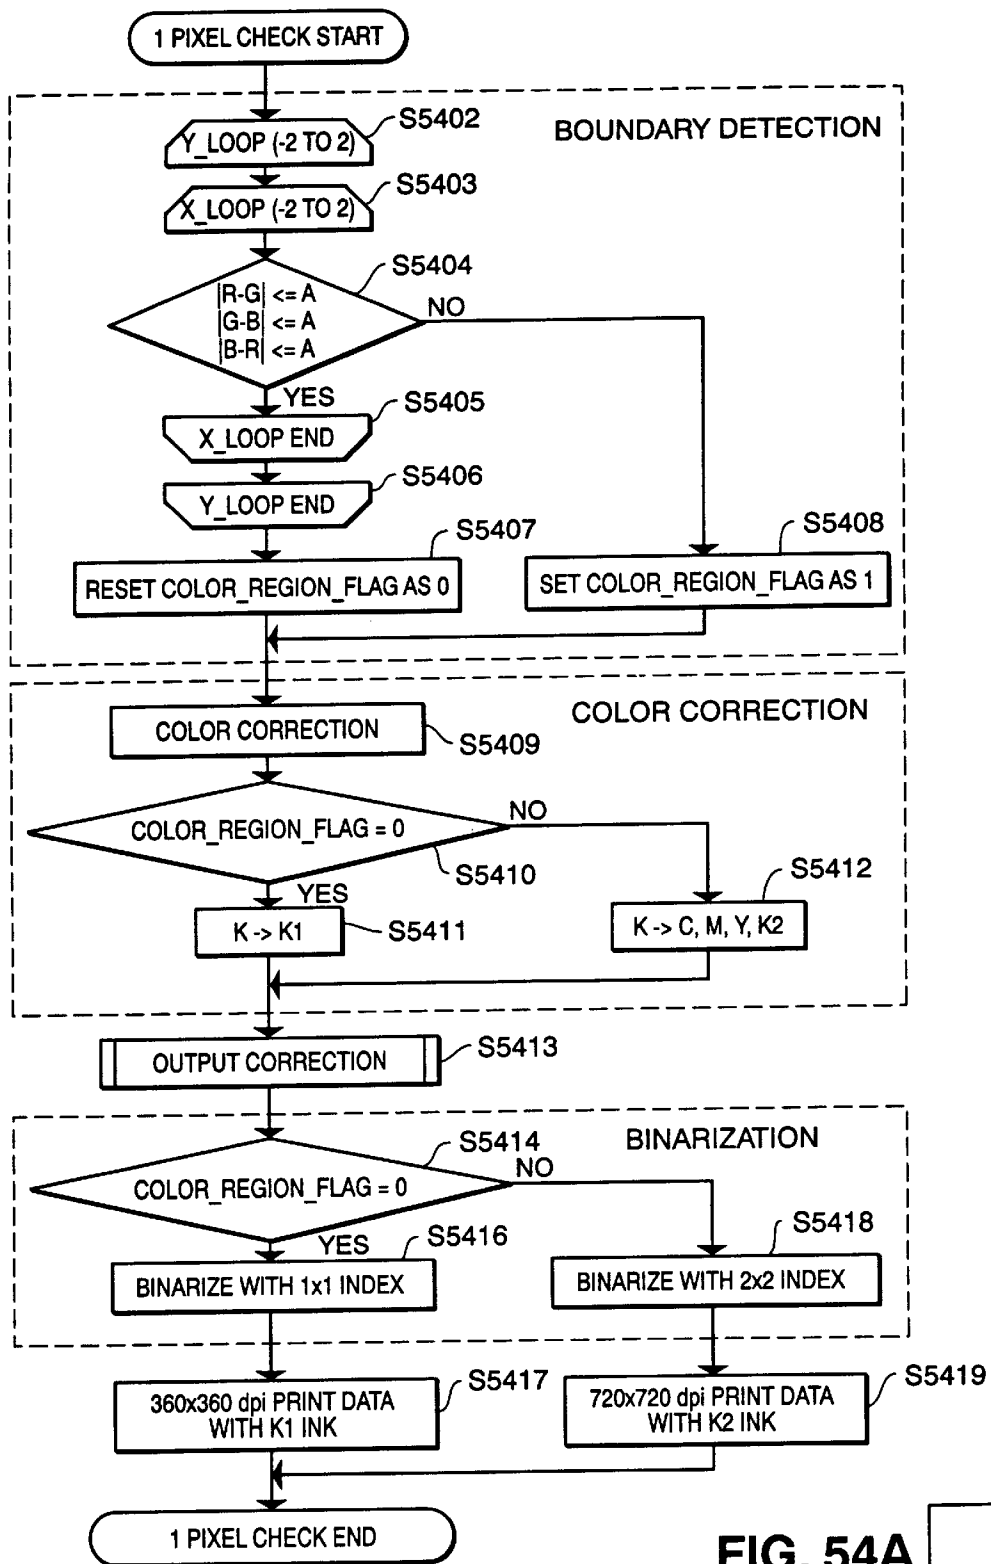 1 PIXEL CHECK START
BOUNDARY DETECTION
S5402
Y_LOOP (-2 TO 2)
S5403
X_LOOP (-2 TO 2)
S5404
|R-G| <= A
|G-B| <= A
|B-R| <= A
NO
YES
S5405
X_LOOP END
S5406
Y_LOOP END
S5407
RESET COLOR_REGION_FLAG AS 0
S5408
SET COLOR_REGION_FLAG AS 1
COLOR CORRECTION
COLOR CORRECTION
S5409
COLOR_REGION_FLAG = 0
NO
S5410
YES
K -> K1
S5411
S5412
K -> C, M, Y, K2
OUTPUT CORRECTION
S5413
BINARIZATION
S5414
COLOR_REGION_FLAG = 0
NO
YES
S5416
BINARIZE WITH 1x1 INDEX
S5418
BINARIZE WITH 2x2 INDEX
S5417
360x360 dpi PRINT DATA
WITH K1 INK
S5419
720x720 dpi PRINT DATA
WITH K2 INK
1 PIXEL CHECK END
FIG. 54A